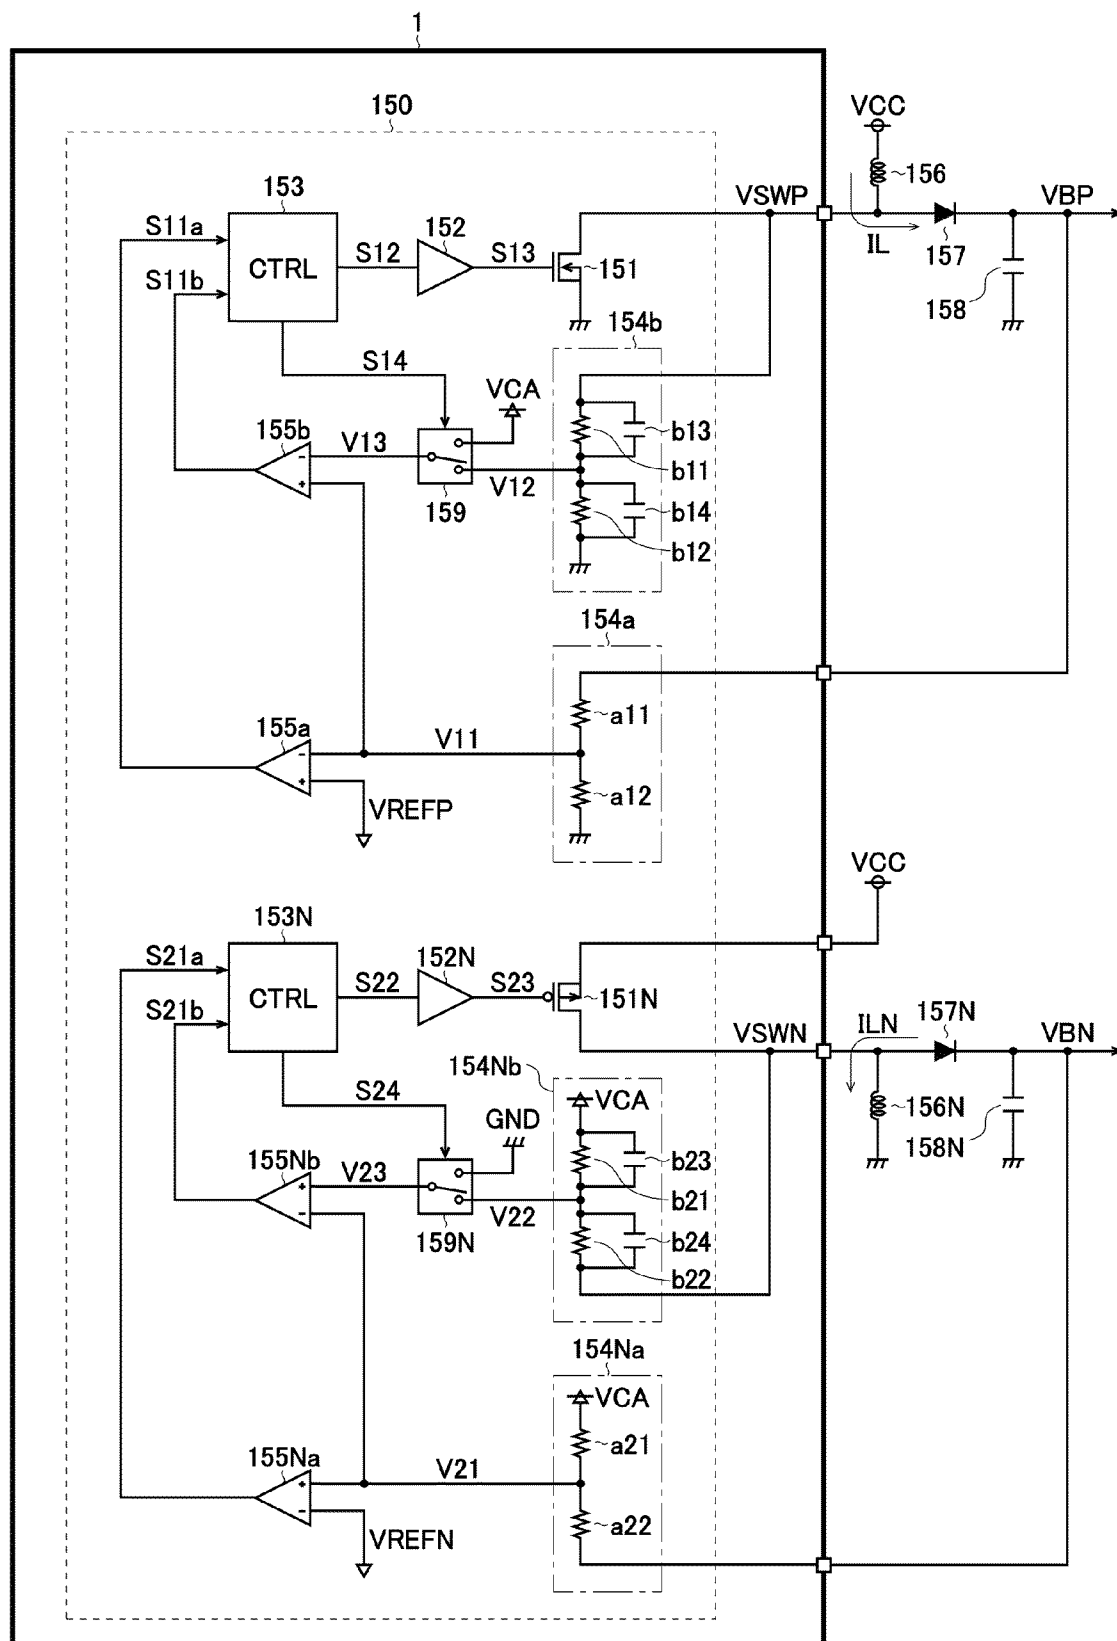 1
150
VCC
153
156
VSWP
VBP
S11a
152
S12
S13
IL
CTRL
151
157
S11b
158
154b
S14
VCA
155b
V13
b13
b11
V12
159
b14
b12
154a
155a
V11
a11
a12
VREFP
VCC
153N
S21a
152N
S22
S23
157N
CTRL
151N
S21b
VSWN
ILN
VBN
154Nb
S24
GND
VCA
156N
158N
155Nb
V23
b23
b21
V22
159N
b24
b22
154Na
VCA
155Na
V21
a21
a22
VREFN
-
+
-
+
+
-
+
-